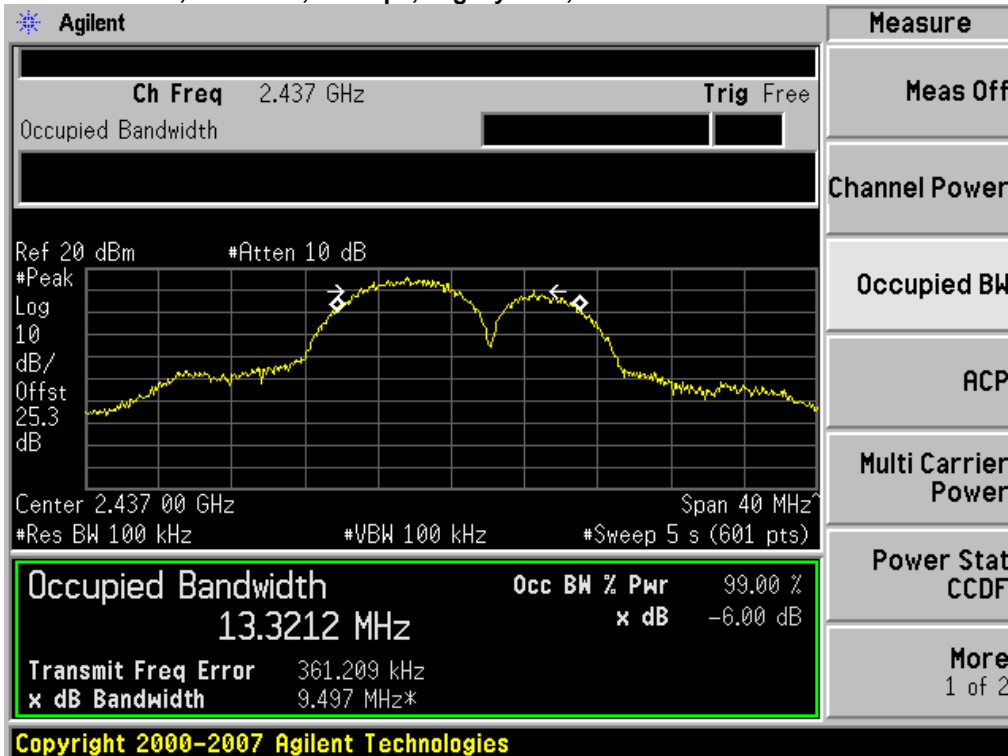 Agilent
Measure
Ch Freq 2.437 GHz Trig Free
Meas Off
Occupied Bandwidth
Channel Power
Ref 20 dBm #Atten 10 dB
#Peak
Log
10
dB/
Offst
25.3
dB
Occupied BW
ACP
Center 2.437 00 GHz Span 40 MHz^
#Res BW 100 kHz #VBW 100 kHz #Sweep 5 s (601 pts)
Multi Carrier
Power
Occupied Bandwidth Occ BW % Pwr 99.00 %
13.3212 MHz x dB -6.00 dB
Transmit Freq Error 361.209 kHz
x dB Bandwidth 9.497 MHz*
Power Stat
CCDF
More
1 of 2
Copyright 2000-2007 Agilent Technologies